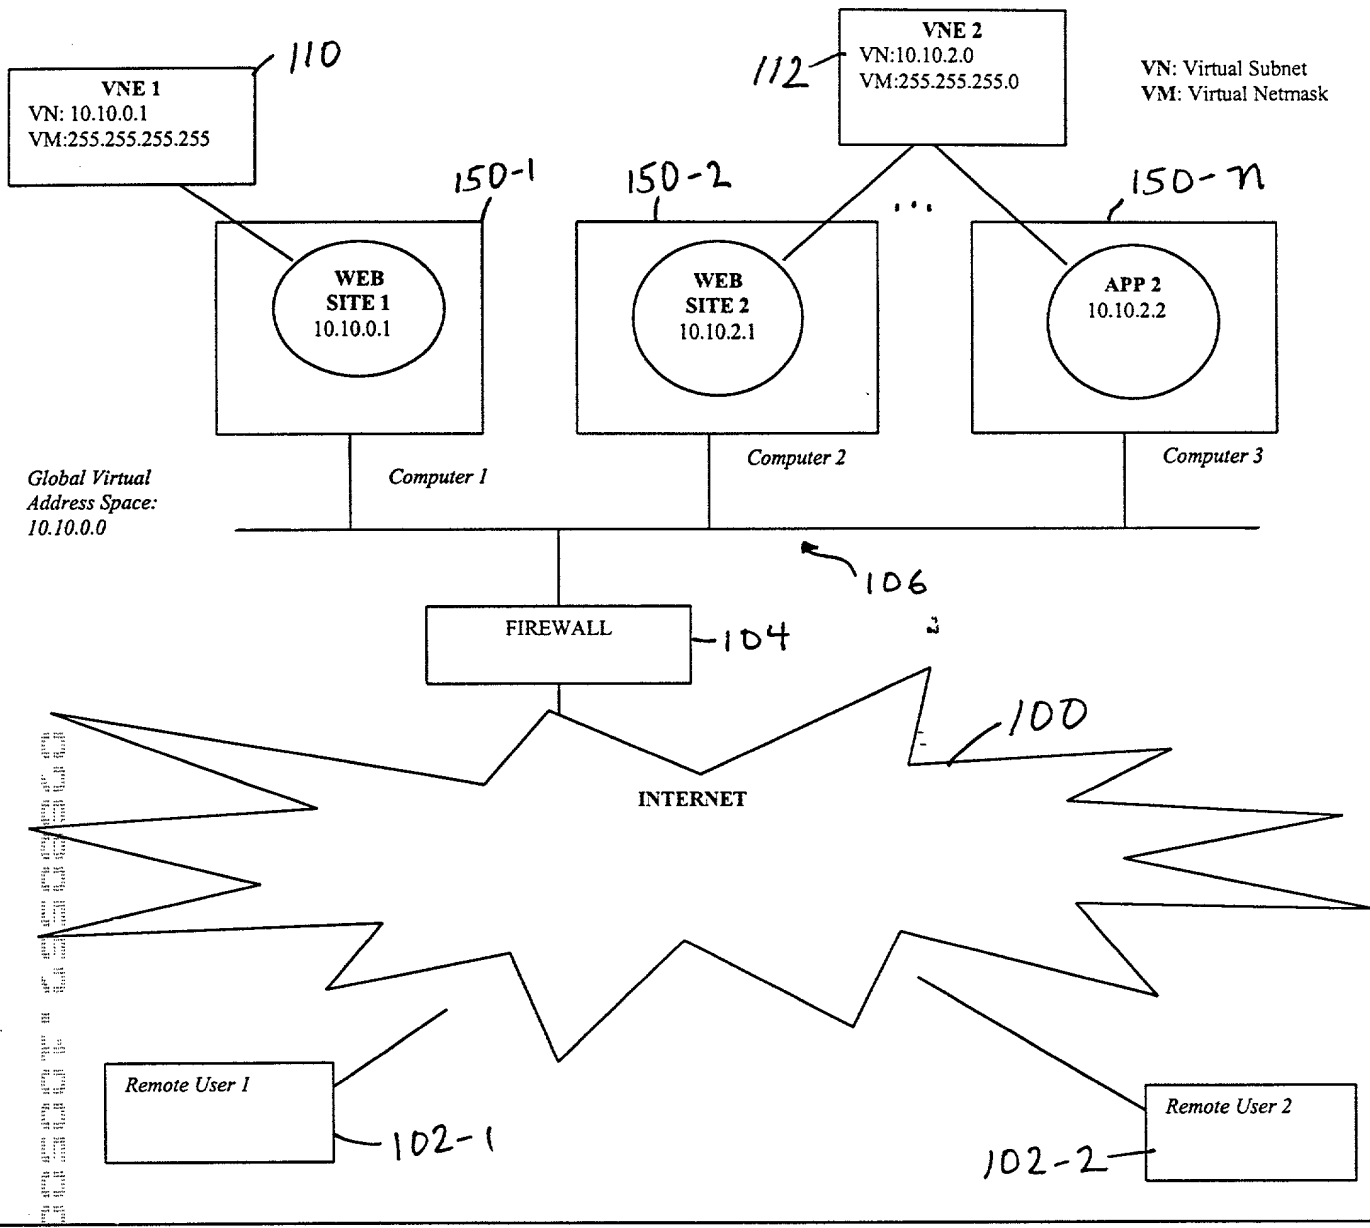 VNE 1
VN: 10.10.0.1
VM:255.255.255.255
110
VNE 2
VN:10.10.2.0
VM:255.255.255.0
112
VN: Virtual Subnet
VM: Virtual Netmask
150-1
150-2
...
150-n
WEB
SITE 1
10.10.0.1
WEB
SITE 2
10.10.2.1
APP 2
10.10.2.2
Computer 1
Computer 2
Computer 3
Global Virtual
Address Space:
10.10.0.0
106
FIREWALL
104
100
INTERNET
Remote User 1
102-1
Remote User 2
102-2